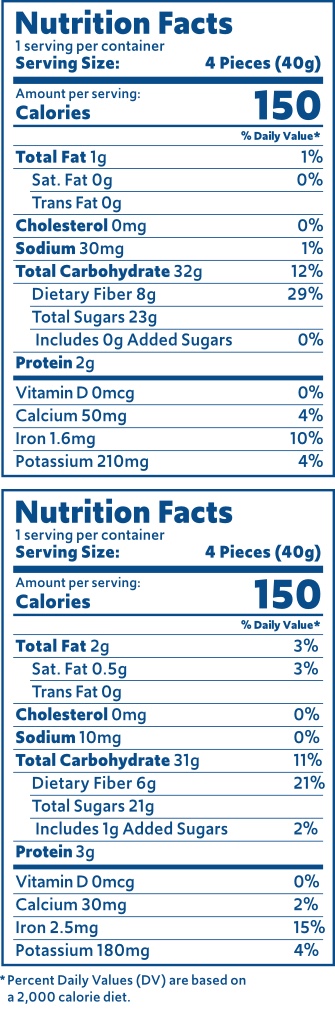 Nutrition Facts
1 serving per container
Serving Size: 4 Pieces (40g)
Amount per serving:
Calories 150
% Daily Value*
Total Fat 1g 1%
Sat. Fat 0g 0%
Trans Fat 0g
Cholesterol 0mg 0%
Sodium 30mg 1%
Total Carbohydrate 32g 12%
Dietary Fiber 8g 29%
Total Sugars 23g
Includes 0g Added Sugars 0%
Protein 2g
Vitamin D 0mcg 0%
Calcium 50mg 4%
Iron 1.6mg 10%
Potassium 210mg 4%
Nutrition Facts
1 serving per container
Serving Size: 4 Pieces (40g)
Amount per serving:
Calories 150
% Daily Value*
Total Fat 2g 3%
Sat. Fat 0.5g 3%
Trans Fat 0g
Cholesterol 0mg 0%
Sodium 10mg 0%
Total Carbohydrate 31g 11%
Dietary Fiber 6g 21%
Total Sugars 21g
Includes 1g Added Sugars 2%
Protein 3g
Vitamin D 0mcg 0%
Calcium 30mg 2%
Iron 2.5mg 15%
Potassium 180mg 4%
*Percent Daily Values (DV) are based on
a 2,000 calorie diet.